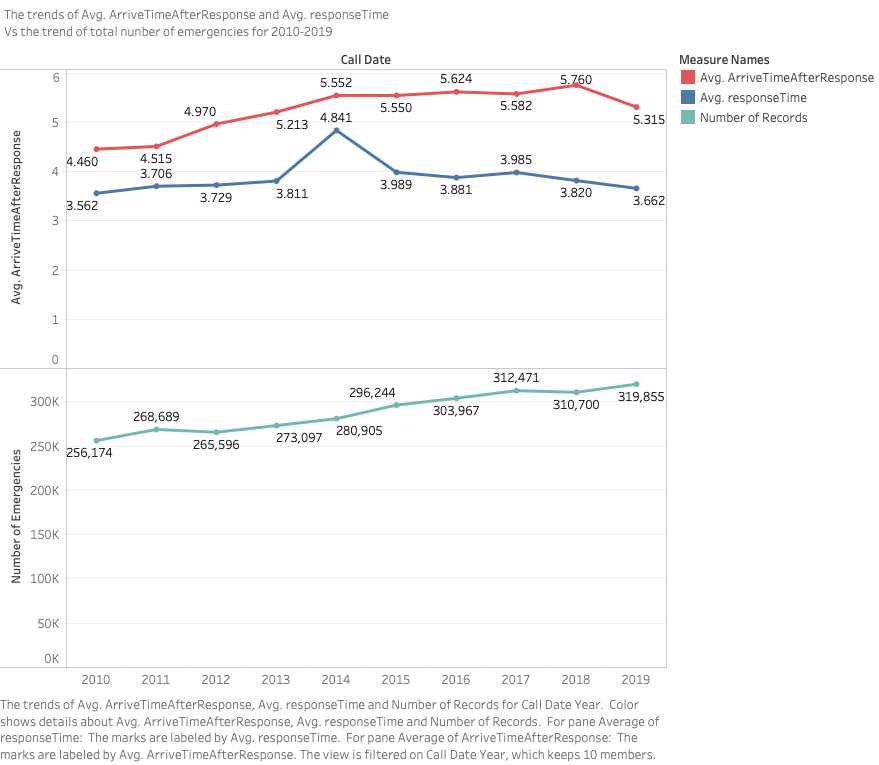 The trends of Avg. ArriveTimeAfterResponse and Avg. responseTime
Vs the trend of total nunber of emergencies for 2010-2019
Call Date
Measure Names
Avg. ArriveTimeAfterResponse
Avg. responseTime
Number of Records
Avg. ArriveTimeAfterResponse
6
5
4
3
2
1
0
4.460
4.515
4.970
5.213
5.552
5.550
5.624
5.582
5.760
5.315
3.562
3.706
3.729
3.811
4.841
3.989
3.881
3.985
3.820
3.662
Number of Emergencies
300K
250K
200K
150K
100K
50K
0K
256,174
268,689
265,596
273,097
280,905
296,244
303,967
312,471
310,700
319,855
2010 2011 2012 2013 2014 2015 2016 2017 2018 2019
The trends of Avg. ArriveTimeAfterResponse, Avg. responseTime and Number of Records for Call Date Year. Color
shows details about Avg. ArriveTimeAfterResponse, Avg. responseTime and Number of Records. For pane Average of
responseTime: The marks are labeled by Avg. responseTime. For pane Average of ArriveTimeAfterResponse: The
marks are labeled by Avg. ArriveTimeAfterResponse. The view is filtered on Call Date Year, which keeps 10 members.